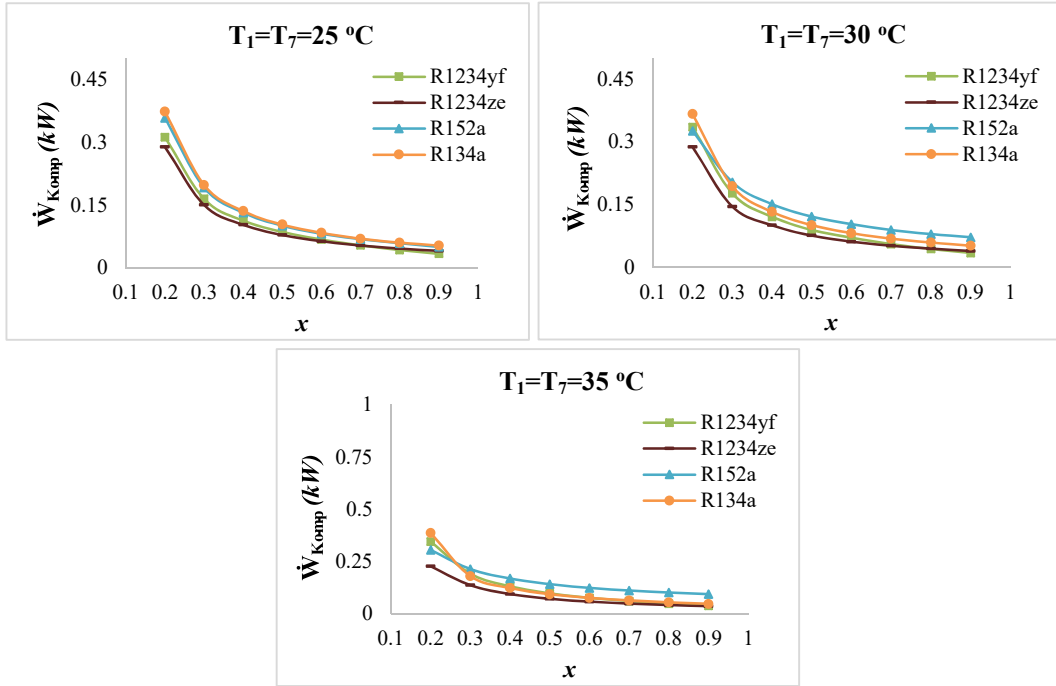 T₁=T₇=25 ºC
0.45
0.3
0.15
0
Ẇ_Komp (kW)
R1234yf
R1234ze
R152a
R134a
0.1 0.2 0.3 0.4 0.5 0.6 0.7 0.8 0.9 1
x
T₁=T₇=30 ºC
0.45
0.3
0.15
0
Ẇ_Komp (kW)
R1234yf
R1234ze
R152a
R134a
0.1 0.2 0.3 0.4 0.5 0.6 0.7 0.8 0.9 1
x
T₁=T₇=35 ºC
1
0.75
0.5
0.25
0
Ẇ_Komp (kW)
R1234yf
R1234ze
R152a
R134a
0.1 0.2 0.3 0.4 0.5 0.6 0.7 0.8 0.9 1
x